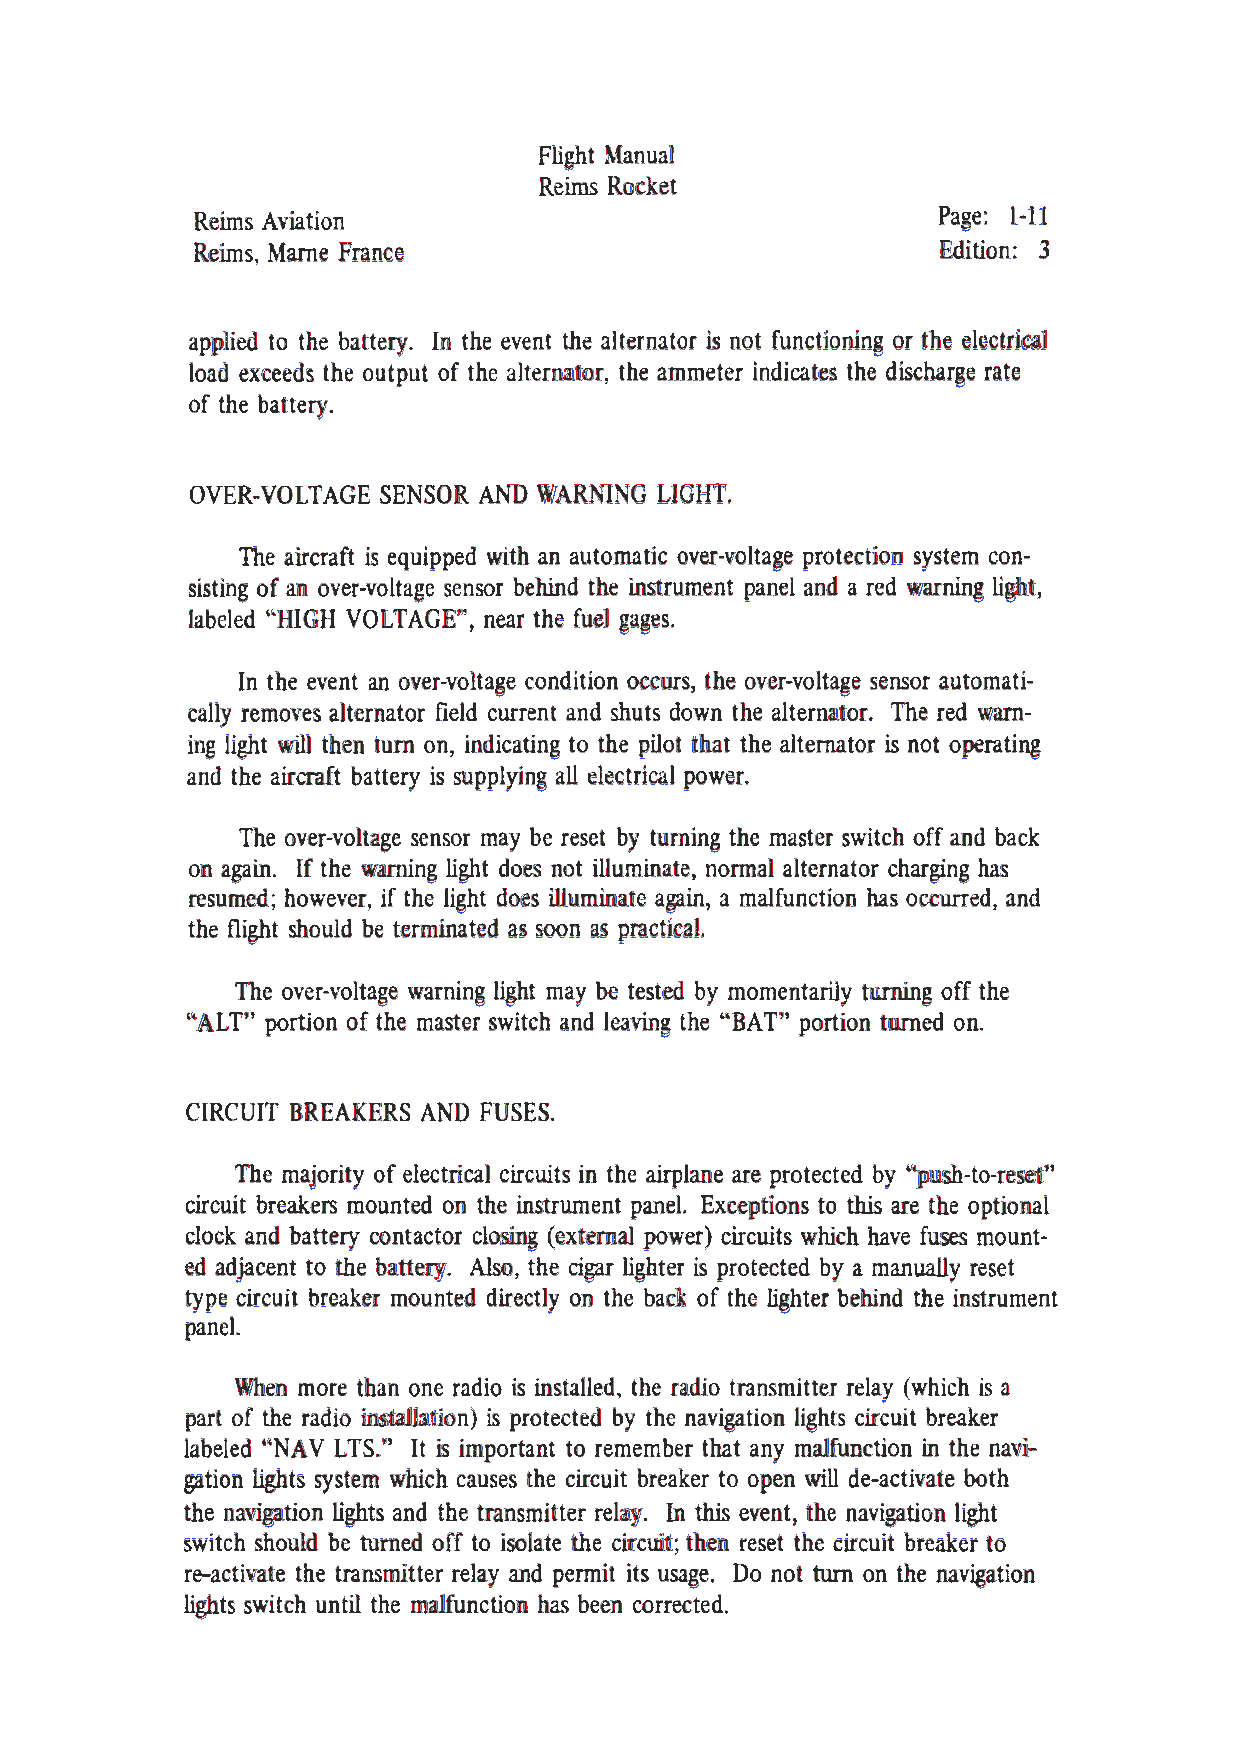 Flight Manual
Reims Rocket
Reims Aviation
Page: 1-11
Reims, Marne France
Edition: 3
applied to the battery. In the event the alternator is not functioning or the electrical
load exceeds the output of the alternator, the ammeter indicates the discharge rate
of the battery.
OVER-VOLTAGE SENSOR AND WARNING LIGHT.
The aircraft is equipped with an automatic over-voltage protection system con-
sisting of an over-voltage sensor behind the instrument panel and a red warning light,
labeled “HIGH VOLTAGE”, near the fuel gages.
In the event an over-voltage condition occurs, the over-voltage sensor automati-
cally removes alternator field current and shuts down the alternator. The red warn-
ing light will then turn on, indicating to the pilot that the alternator is not operating
and the aircraft battery is supplying all electrical power.
The over-voltage sensor may be reset by turning the master switch off and back
on again. If the warning light does not illuminate, normal alternator charging has
resumed; however, if the light does illuminate again, a malfunction has occurred, and
the flight should be terminated as soon as practical.
The over-voltage warning light may be tested by momentarily turning off the
“ALT” portion of the master switch and leaving the “BAT” portion turned on.
CIRCUIT BREAKERS AND FUSES.
The majority of electrical circuits in the airplane are protected by “push-to-reset”
circuit breakers mounted on the instrument panel. Exceptions to this are the optional
clock and battery contactor closing (external power) circuits which have fuses mount-
ed adjacent to the battery. Also, the cigar lighter is protected by a manually reset
type circuit breaker mounted directly on the back of the lighter behind the instrument
panel.
When more than one radio is installed, the radio transmitter relay (which is a
part of the radio installation) is protected by the navigation lights circuit breaker
labeled “NAV LTS.” It is important to remember that any malfunction in the navi-
gation lights system which causes the circuit breaker to open will de-activate both
the navigation lights and the transmitter relay. In this event, the navigation light
switch should be turned off to isolate the circuit; then reset the circuit breaker to
re-activate the transmitter relay and permit its usage. Do not turn on the navigation
lights switch until the malfunction has been corrected.